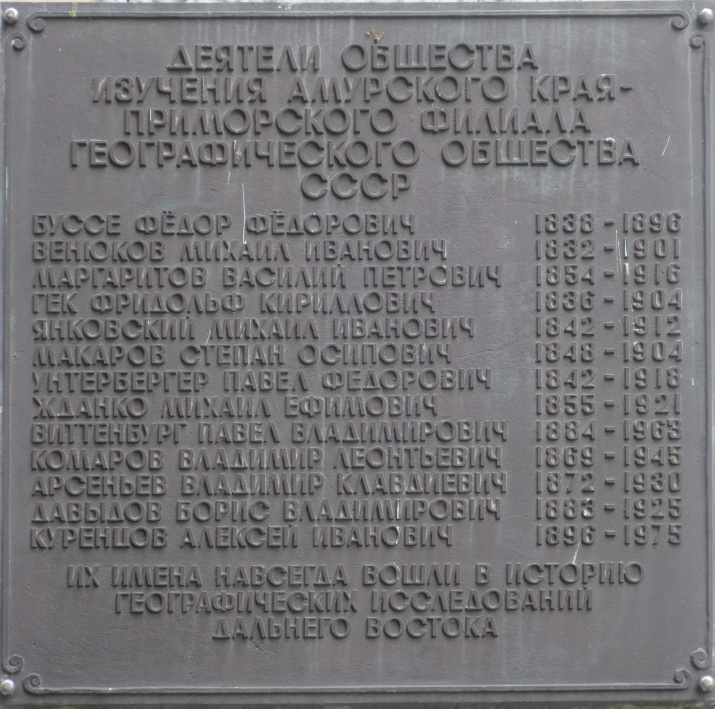 ДЕЯТЕЛИ ОБЩЕСТВА
ИЗУЧЕНИЯ АМУРСКОГО КРАЯ-
ПРИМОРСКОГО ФИЛИАЛА
ГЕОГРАФИЧЕСКОГО ОБЩЕСТВА
СССР
БУССЕ ФЁДОР ФЁДОРОВИЧ 1838-1896
ВЕНЮКОВ МИХАИЛ ИВАНОВИЧ 1832-1901
МАРГАРИТОВ ВАСИЛИЙ ПЕТРОВИЧ 1854-1916
ГЕК ФРИДОЛЬФ КИРИЛЛОВИЧ 1836-1904
ЯНКОВСКИЙ МИХАИЛ ИВАНОВИЧ 1842-1912
МАКАРОВ СТЕПАН ОСИПОВИЧ 1848-1904
УНТЕРБЕРГЕР ПАВЕЛ ФЕДОРОВИЧ 1842-1918
ЖДАНКО МИХАИЛ ЕФИМОВИЧ 1855-1921
ВИТТЕНБУРГ ПАВЕЛ ВЛАДИМИРОВИЧ 1884-1963
КОМАРОВ ВЛАДИМИР ЛЕОНТЬЕВИЧ 1869-1945
АРСЕНЬЕВ ВЛАДИМИР КЛАВДИЕВИЧ 1872-1930
ДАВЫДОВ БОРИС ВЛАДИМИРОВИЧ 1883-1925
КУРЕНЦОВ АЛЕКСЕЙ ИВАНОВИЧ 1896-1975
ИХ ИМЕНА НАВСЕГДА ВОШЛИ В ИСТОРИЮ
ГЕОГРАФИЧЕСКИХ ИССЛЕДОВАНИЙ
ДАЛЬНЕГО ВОСТОКА